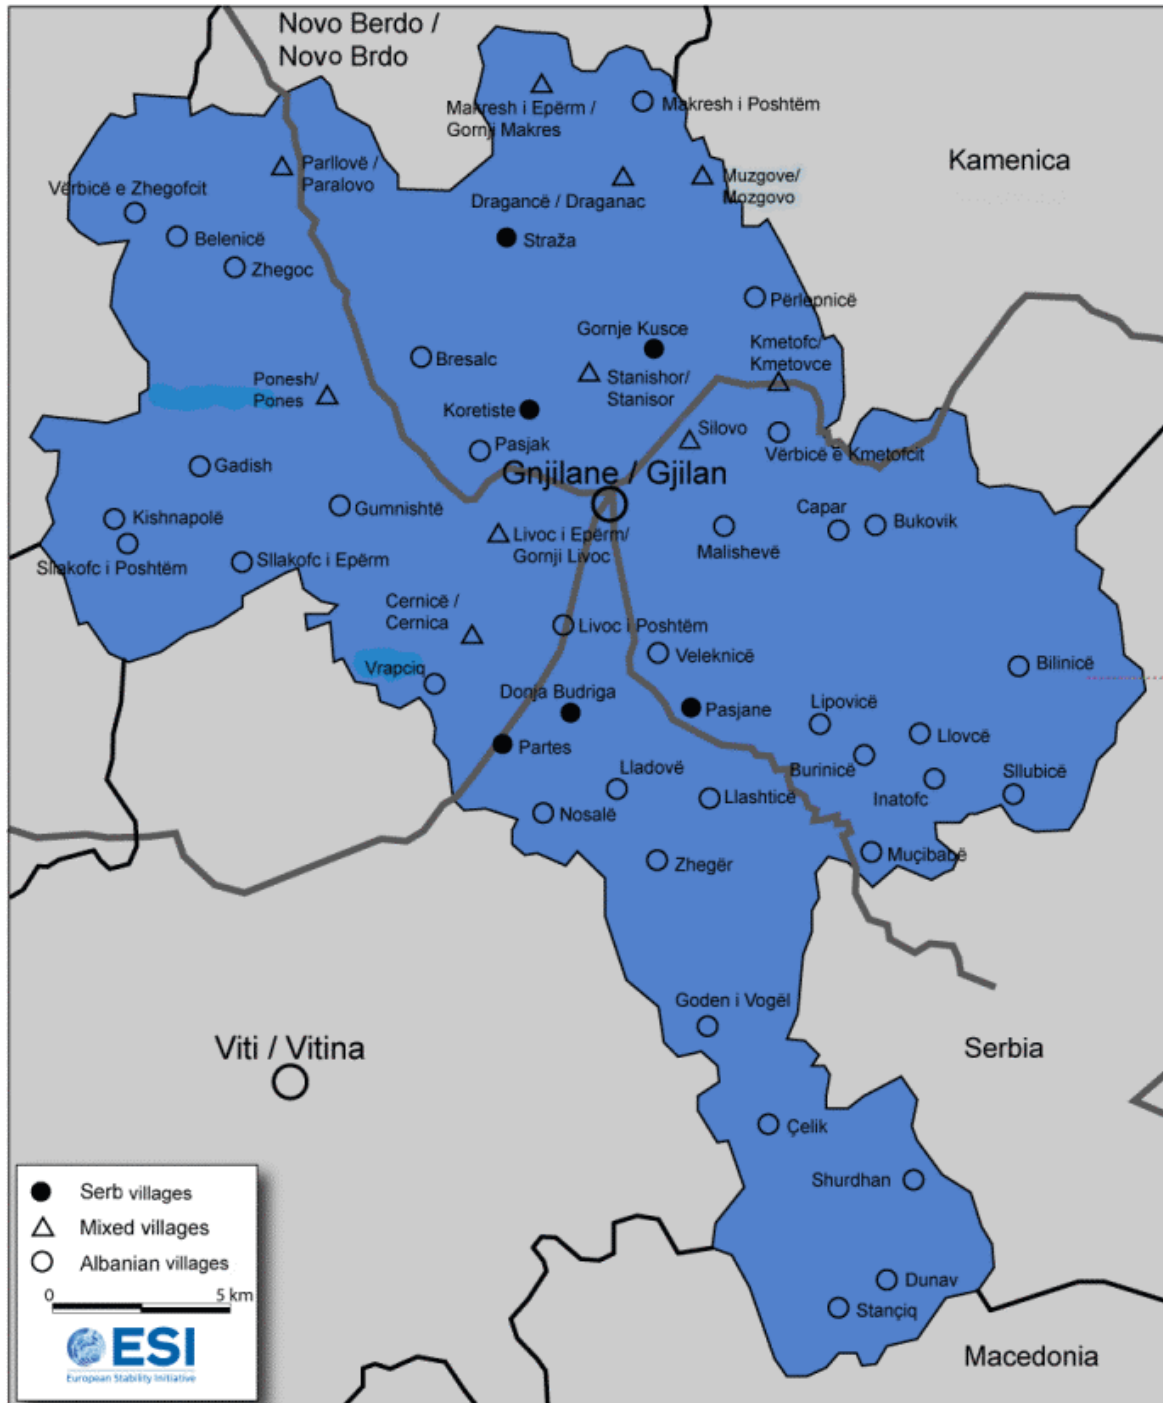 Novo Berdo /
Novo Brdo
Makresh i Epërm /
Gornji Makres
Makresh i Poshtëm
Kamenica
Parllovë /
Paralovo
Muzgove/
Mozgovo
Vërbicë e Zhegofcit
Dragancë / Draganac
Belenicë
Straža
Zhegoc
Përlepnicë
Gornje Kusce
Kmetofc/
Kmetovce
Bresalc
Stanishor/
Stanisor
Ponesh/
Pones
Koretiste
Silovo
Pasjak
Vërbicë e Kmetofcit
Gadish
Gnjilane / Gjilan
Gumnishtë
Capar
Kishnapolë
Bukovik
Livoc i Epërm/
Gornji Livoc
Malishevë
Sllakofc i Poshtëm
Sllakofc i Epërm
Cernicë /
Cernica
Livoc i Poshtëm
Veleknicë
Bilinicë
Vrapciq
Donja Budriga
Pasjane
Lipovicë
Llovcë
Partes
Lladovë
Burinicë
Sllubicë
Llashticë
Inatofc
Nosalë
Zhegër
Muçibabë
Goden i Vogël
Viti / Vitina
Serbia
Çelik
Shurdhan
Serb villages
Mixed villages
Albanian villages
0 5 km
Dunav
Stançiq
ESI
European Stability Initiative
Macedonia